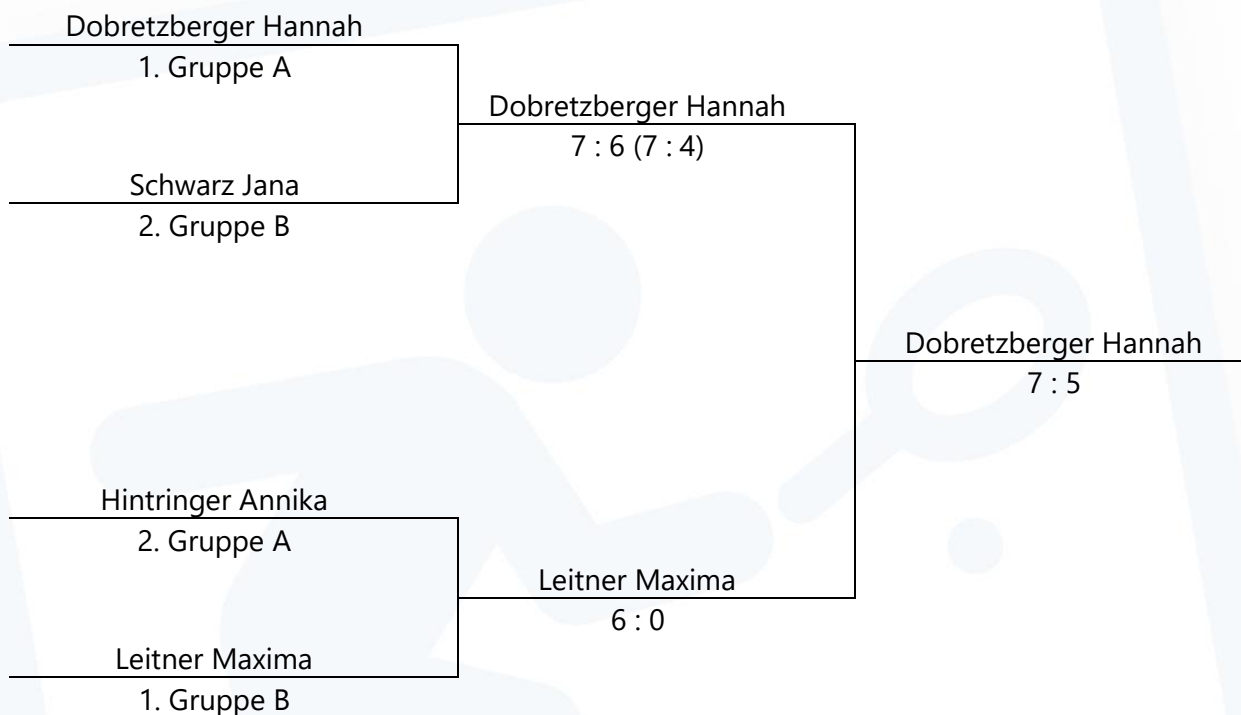 Dobretzberger Hannah
1. Gruppe A
Dobretzberger Hannah
7 : 6 (7 : 4)
Schwarz Jana
2. Gruppe B
Dobretzberger Hannah
7 : 5
Hintringer Annika
2. Gruppe A
Leitner Maxima
6 : 0
Leitner Maxima
1. Gruppe B